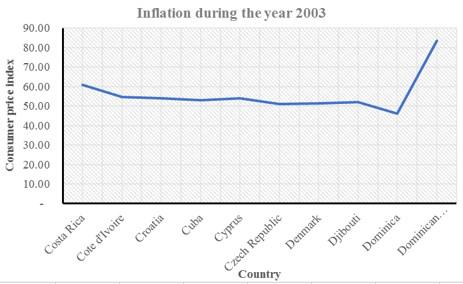 Inflation during the year 2003
Consumer price index
90.00
80.00
70.00
60.00
50.00
40.00
30.00
20.00
10.00
-
Costa Rica
Cote d'Ivoire
Croatia
Cuba
Cyprus
Czech Republic
Denmark
Djibouti
Dominica
Dominican...
Country